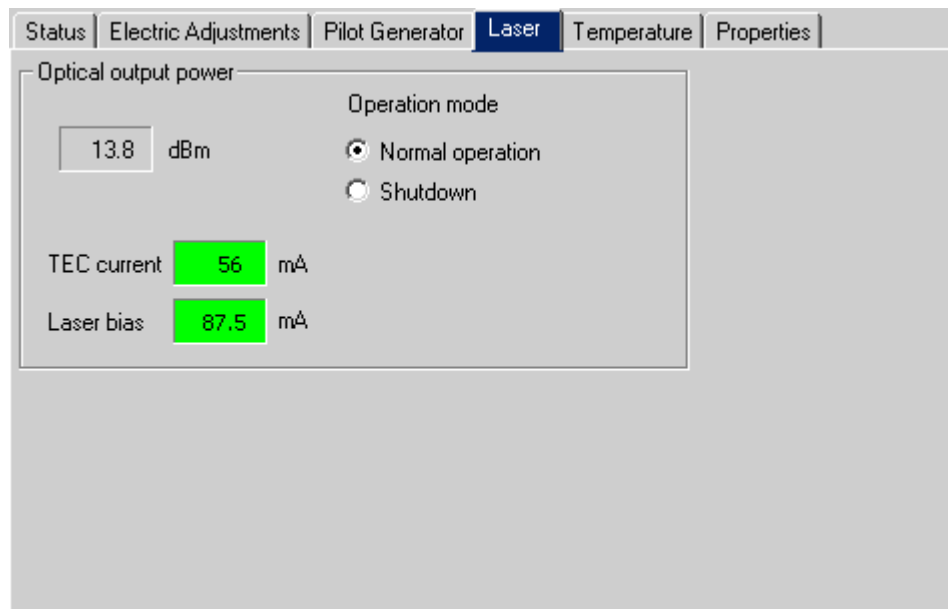 Status Electric Adjustments Pilot Generator Laser Temperature Properties
Optical output power
Operation mode
13.8 dBm
Normal operation
Shutdown
TEC current 56 mA
Laser bias 87.5 mA